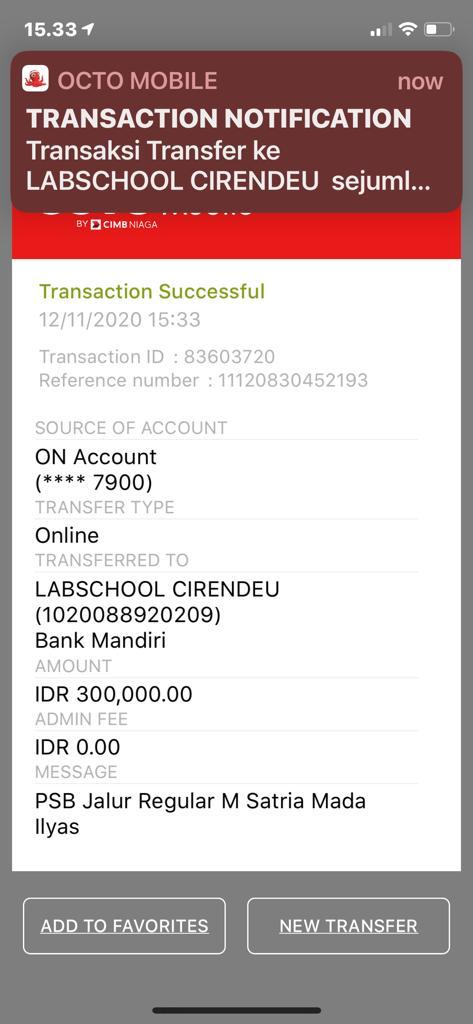 15.33
OCTO MOBILE now
TRANSACTION NOTIFICATION
Transaksi Transfer ke
LABSCHOOL CIRENDEU sejuml...
BY CIMB NIAGA
Transaction Successful
12/11/2020 15:33
Transaction ID : 83603720
Reference number : 11120830452193
SOURCE OF ACCOUNT
ON Account
(**** 7900)
TRANSFER TYPE
Online
TRANSFERRED TO
LABSCHOOL CIRENDEU
(1020088920209)
Bank Mandiri
AMOUNT
IDR 300,000.00
ADMIN FEE
IDR 0.00
MESSAGE
PSB Jalur Regular M Satria Mada
Ilyas
ADD TO FAVORITES
NEW TRANSFER